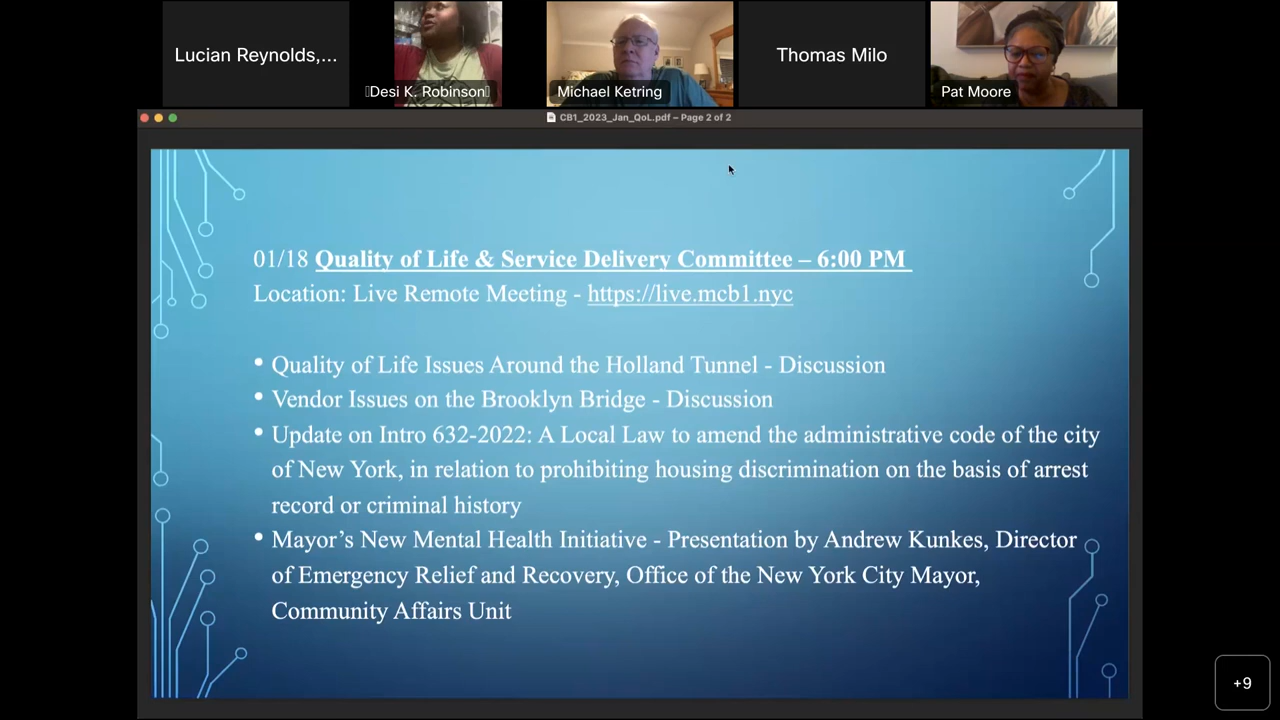 Lucian Reynolds,...
Desi K. Robinson
Michael Ketring
Thomas Milo
Pat Moore
CB1_2023_Jan_QoL.pdf – Page 2 of 2
01/18 Quality of Life & Service Delivery Committee – 6:00 PM
Location: Live Remote Meeting - https://live.mcb1.nyc
• Quality of Life Issues Around the Holland Tunnel - Discussion
• Vendor Issues on the Brooklyn Bridge - Discussion
• Update on Intro 632-2022: A Local Law to amend the administrative code of the city
of New York, in relation to prohibiting housing discrimination on the basis of arrest
record or criminal history
• Mayor’s New Mental Health Initiative - Presentation by Andrew Kunkes, Director
of Emergency Relief and Recovery, Office of the New York City Mayor,
Community Affairs Unit
+9